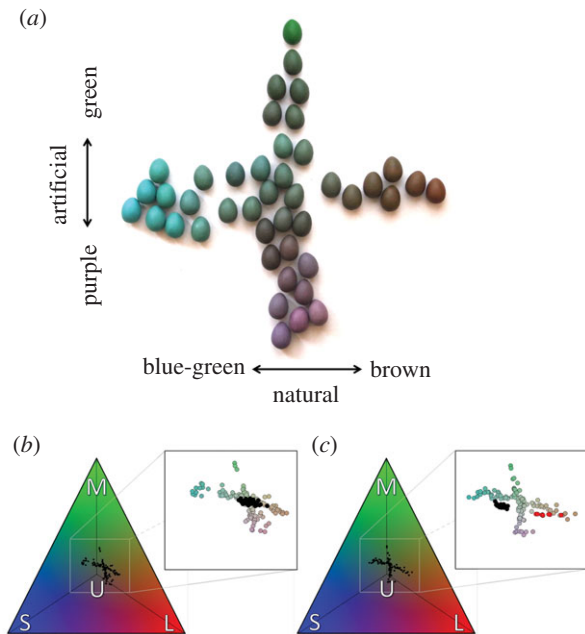 (a)
green
artificial
purple
blue-green
brown
natural
(b)
M
U
S
L
(c)
M
U
S
L